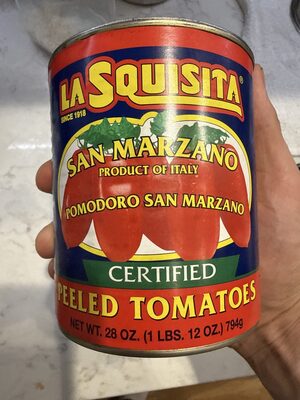 LA SQUISITA®
SINCE 1918
SAN MARZANO
PRODUCT OF ITALY
POMODORO SAN MARZANO
CERTIFIED
PEELED TOMATOES
NET WT. 28 OZ. (1 LBS. 12 OZ.) 794g